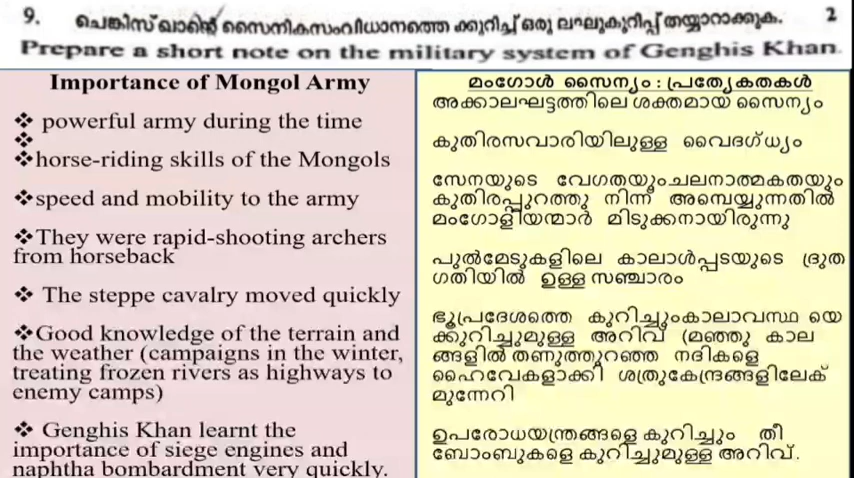 9. ചെങ്കിസ് ഖാന്റെ സൈനികസംവിധാനത്തെ ക്കുറിച്ച് ഒരു ലഘുകുറിപ്പ് തയ്യാറാക്കുക. 2
Prepare a short note on the military system of Genghis Khan.
Importance of Mongol Army
❖ powerful army during the time
❖
❖horse-riding skills of the Mongols
❖speed and mobility to the army
❖They were rapid-shooting archers
from horseback
❖ The steppe cavalry moved quickly
❖Good knowledge of the terrain and
the weather (campaigns in the winter,
treating frozen rivers as highways to
enemy camps)
❖ Genghis Khan learnt the
importance of siege engines and
naphtha bombardment very quickly.
മംഗോൾ സൈന്യം : പ്രത്യേകതകൾ
അക്കാലഘട്ടത്തിലെ ശക്തമായ സൈന്യം
കുതിരസവാരിയിലുള്ള വൈദഗ്ധ്യം
സേനയുടെ വേഗതയുംചലനാത്മകതയും
കുതിരപ്പുറത്തു നിന്ന് അമ്പെയ്യുന്നതിൽ
മംഗോളിയന്മാർ മിടുക്കനായിരുന്നു
പുൽമേടുകളിലെ കാലാൾപ്പടയുടെ ദ്രുത
ഗതിയിൽ ഉള്ള സഞ്ചാരം
ഭൂപ്രദേശത്തെ കുറിച്ചുംകാലാവസ്ഥ യെ
ക്കുറിച്ചുമുള്ള അറിവ് (മഞ്ഞു കാല
ങ്ങളിൽ തണുത്തുറഞ്ഞ നദികളെ
ഹൈവേകളാക്കി ശത്രുകേന്ദ്രങ്ങളിലേക്
മുന്നേറി
ഉപരോധയന്ത്രങ്ങളെ കുറിച്ചും തീ
ബോംബുകളെ കുറിച്ചുമുള്ള അറിവ്.